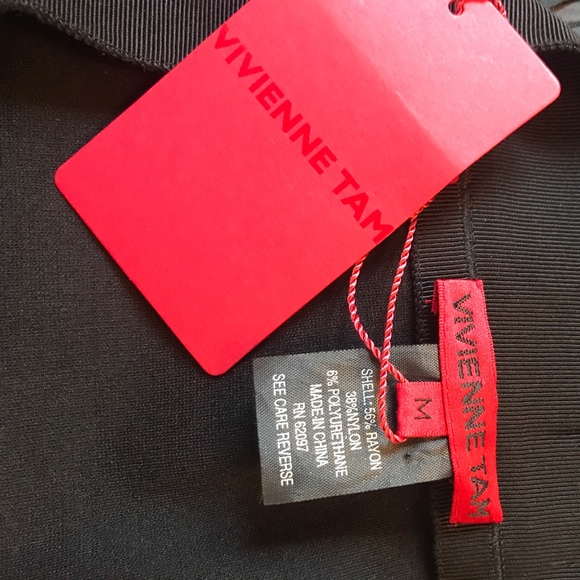 VIVIENNE TAM
VIVIENNE TAM
M
SHELL: 56% RAYON
38%NYLON
6% POLYURETHANE
MADE IN CHINA
RN 62097
SEE CARE REVERSE